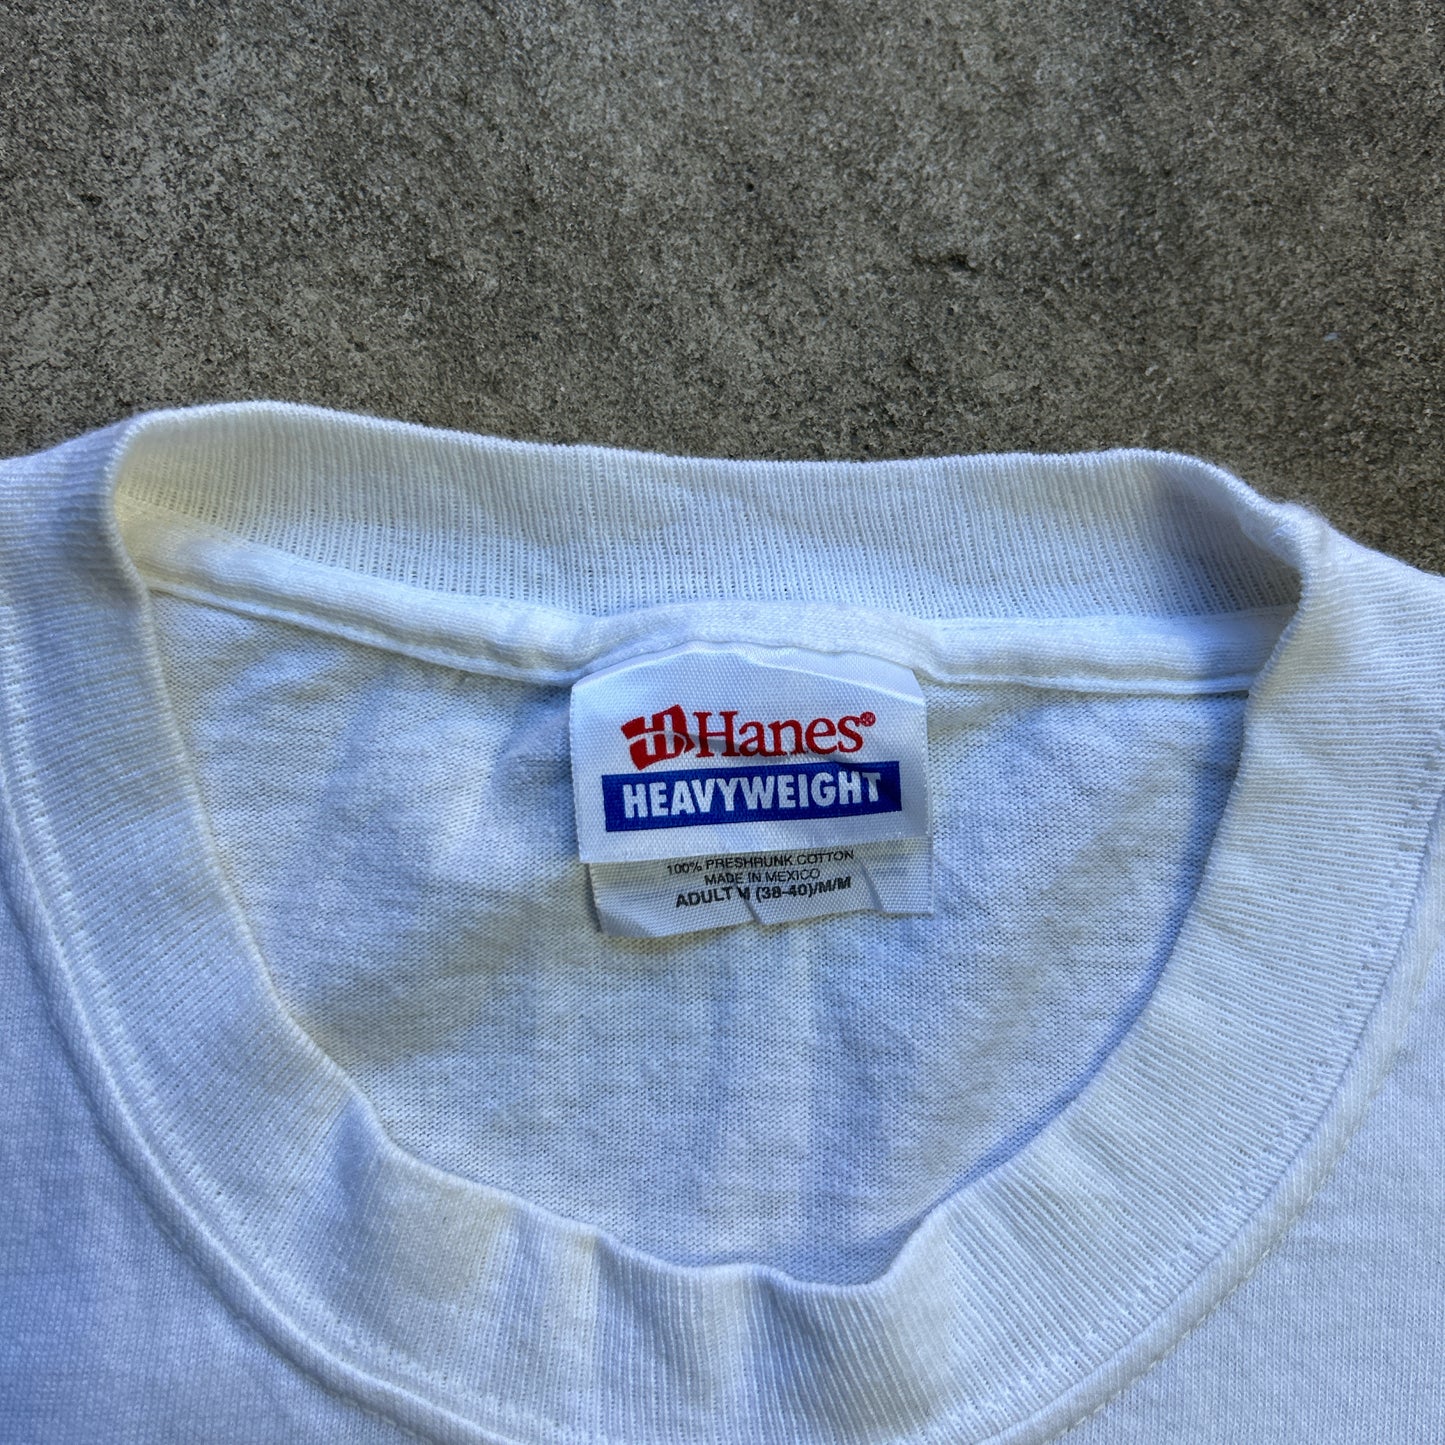 Hanes®
HEAVYWEIGHT
100% PRESHRUNK COTTON
MADE IN MEXICO
ADULT M (38-40)/M/M